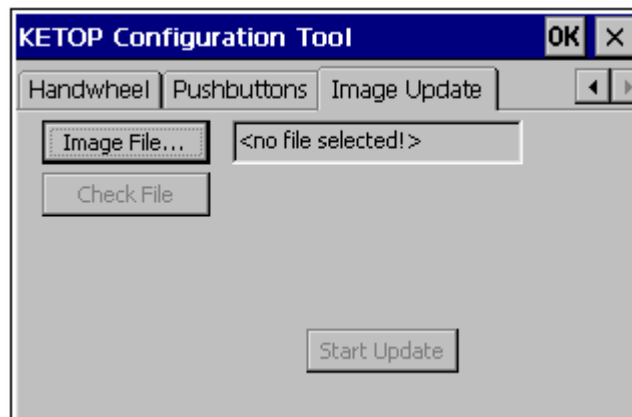 KETOP Configuration Tool OK ×
Handwheel Pushbuttons Image Update
Image File... <no file selected!>
Check File
Start Update